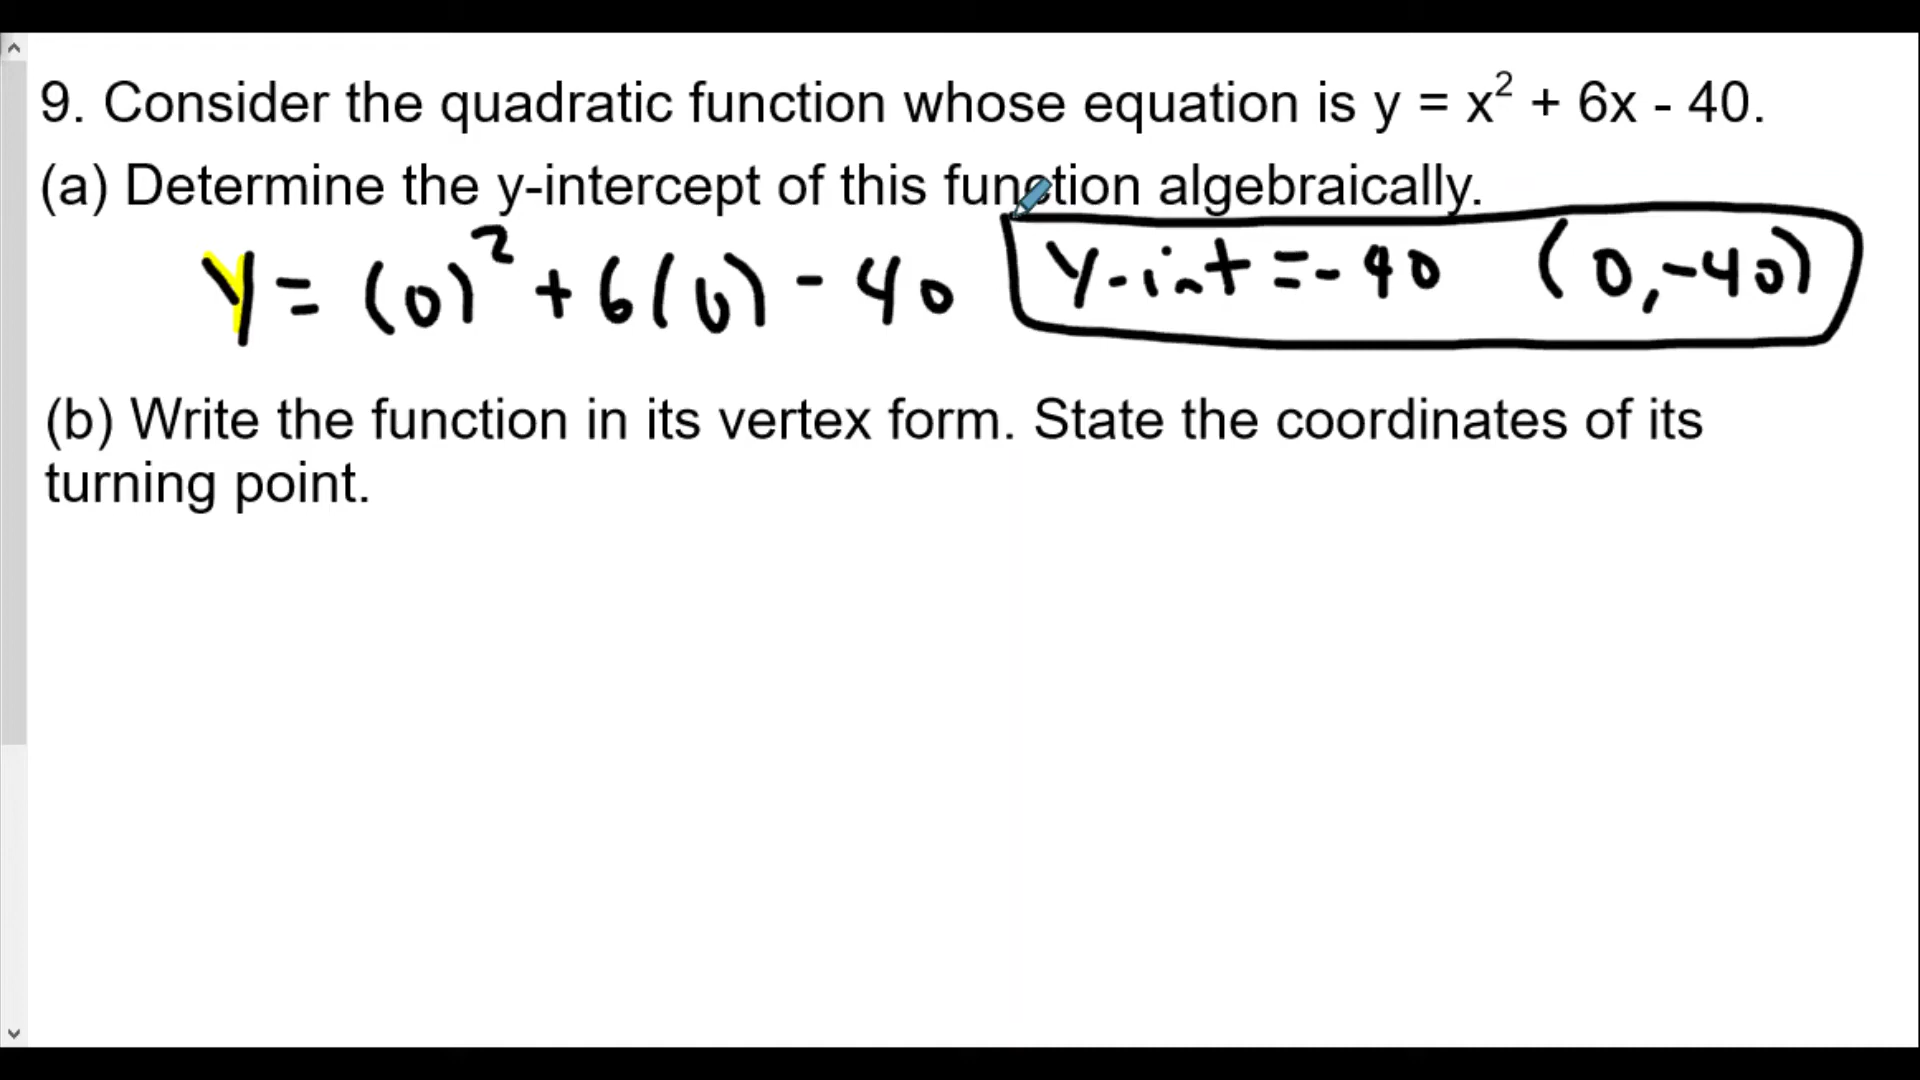 9. Consider the quadratic function whose equation is y = x² + 6x - 40.
(a) Determine the y-intercept of this function algebraically.
y = (0)² + 6(0) - 40
y-int = -40 (0, -40)
(b) Write the function in its vertex form. State the coordinates of its
turning point.